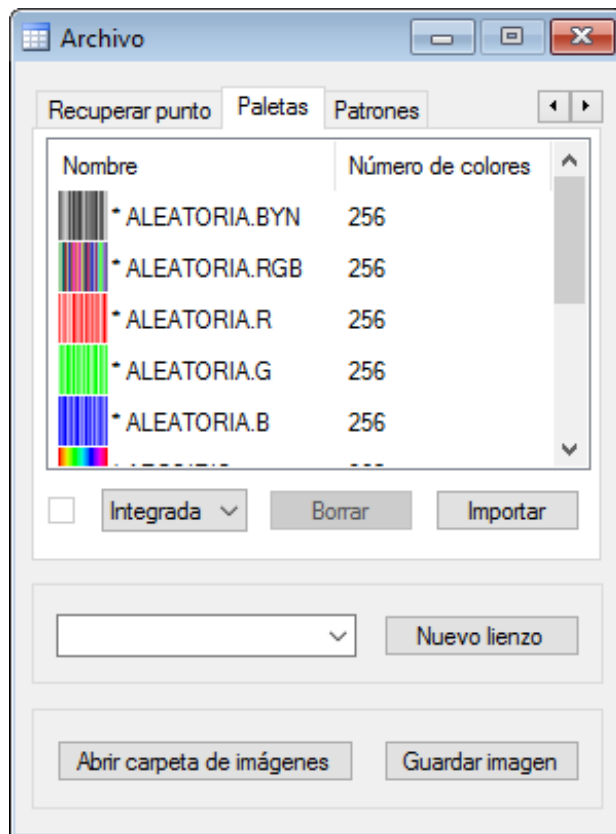 Archivo
Recuperar punto Paletas Patrones
Nombre Número de colores
* ALEATORIA.BYN 256
* ALEATORIA.RGB 256
* ALEATORIA.R 256
* ALEATORIA.G 256
* ALEATORIA.B 256
Integrada Borrar Importar
Nuevo lienzo
Abrir carpeta de imágenes Guardar imagen